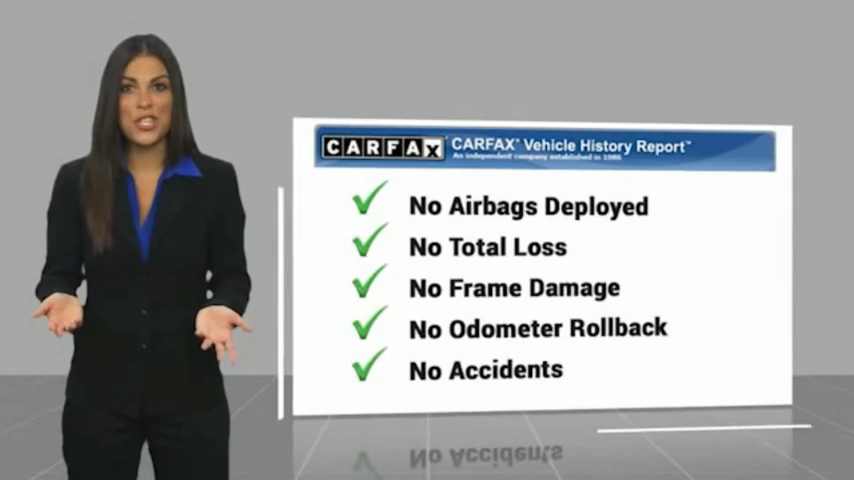 CARFAX CARFAX® Vehicle History Report™
An independent company established in 1986
No Airbags Deployed
No Total Loss
No Frame Damage
No Odometer Rollback
No Accidents
No Accidents